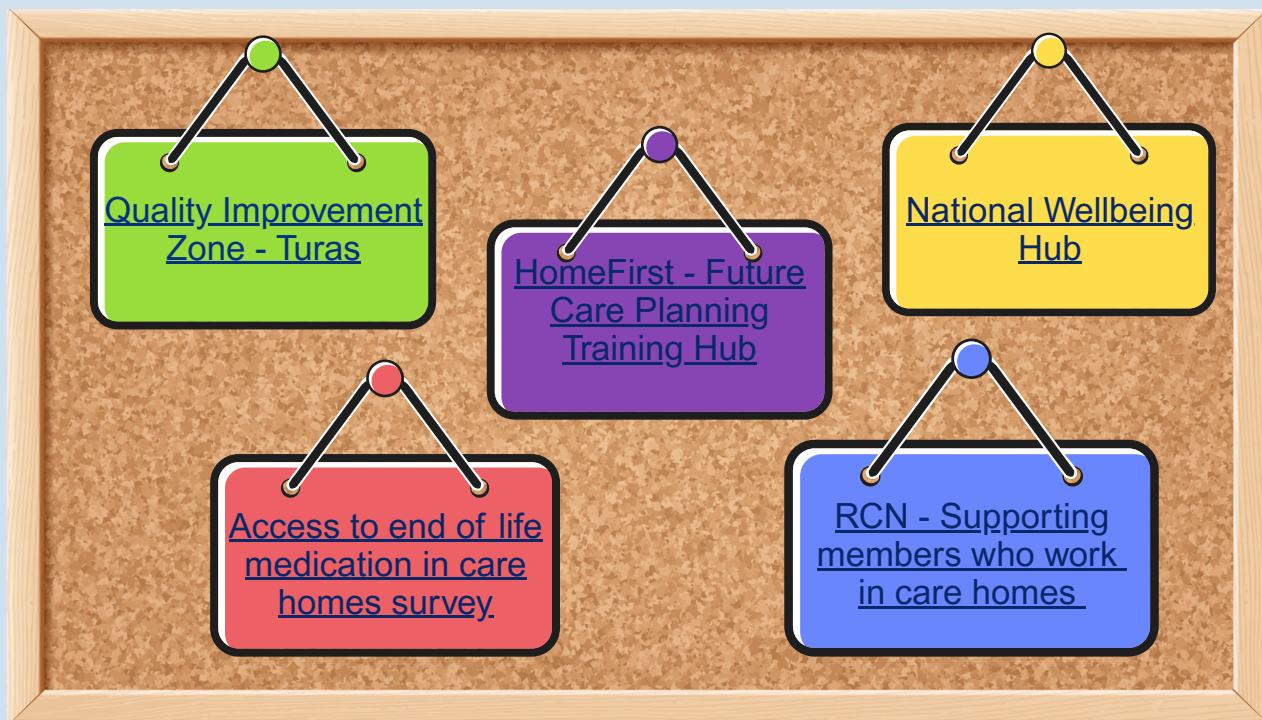 Quality Improvement
Zone - Turas
HomeFirst - Future
Care Planning
Training Hub
National Wellbeing
Hub
Access to end of life
medication in care
homes survey
RCN - Supporting
members who work
in care homes